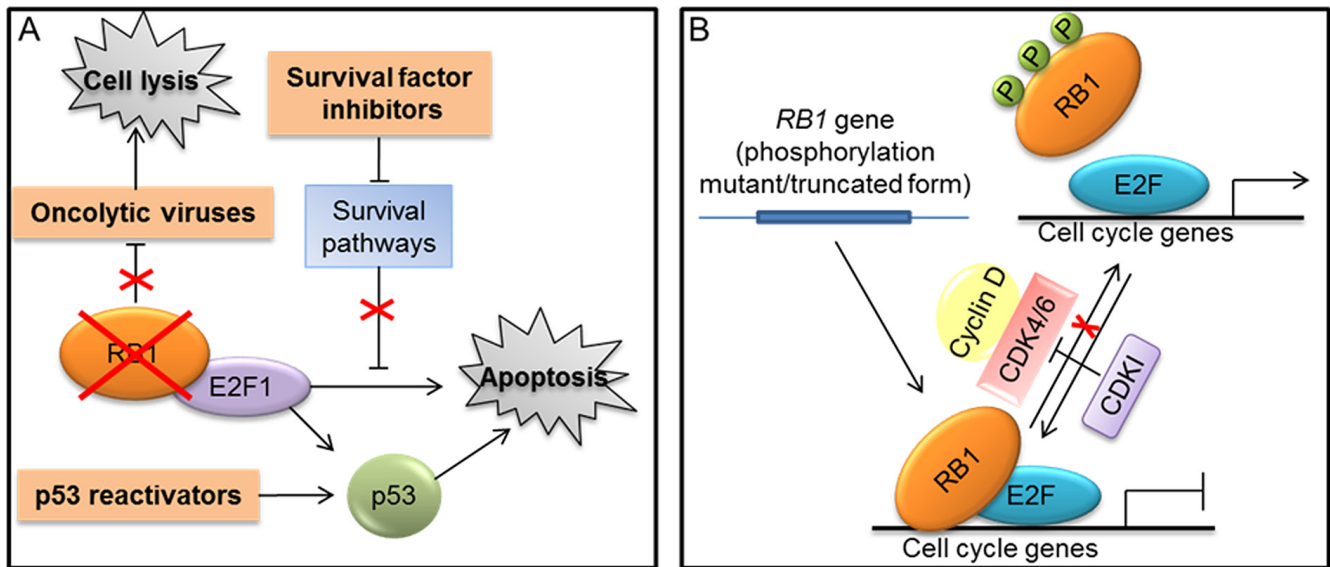 A
Cell lysis
Survival factor
inhibitors
Oncolytic viruses
Survival
pathways
RB1
E2F1
Apoptosis
p53 reactivators
p53
B
P
P
P
RB1
RB1 gene
(phosphorylation
mutant/truncated form)
E2F
Cell cycle genes
Cyclin D
CDK4/6
CDKI
RB1
E2F
Cell cycle genes